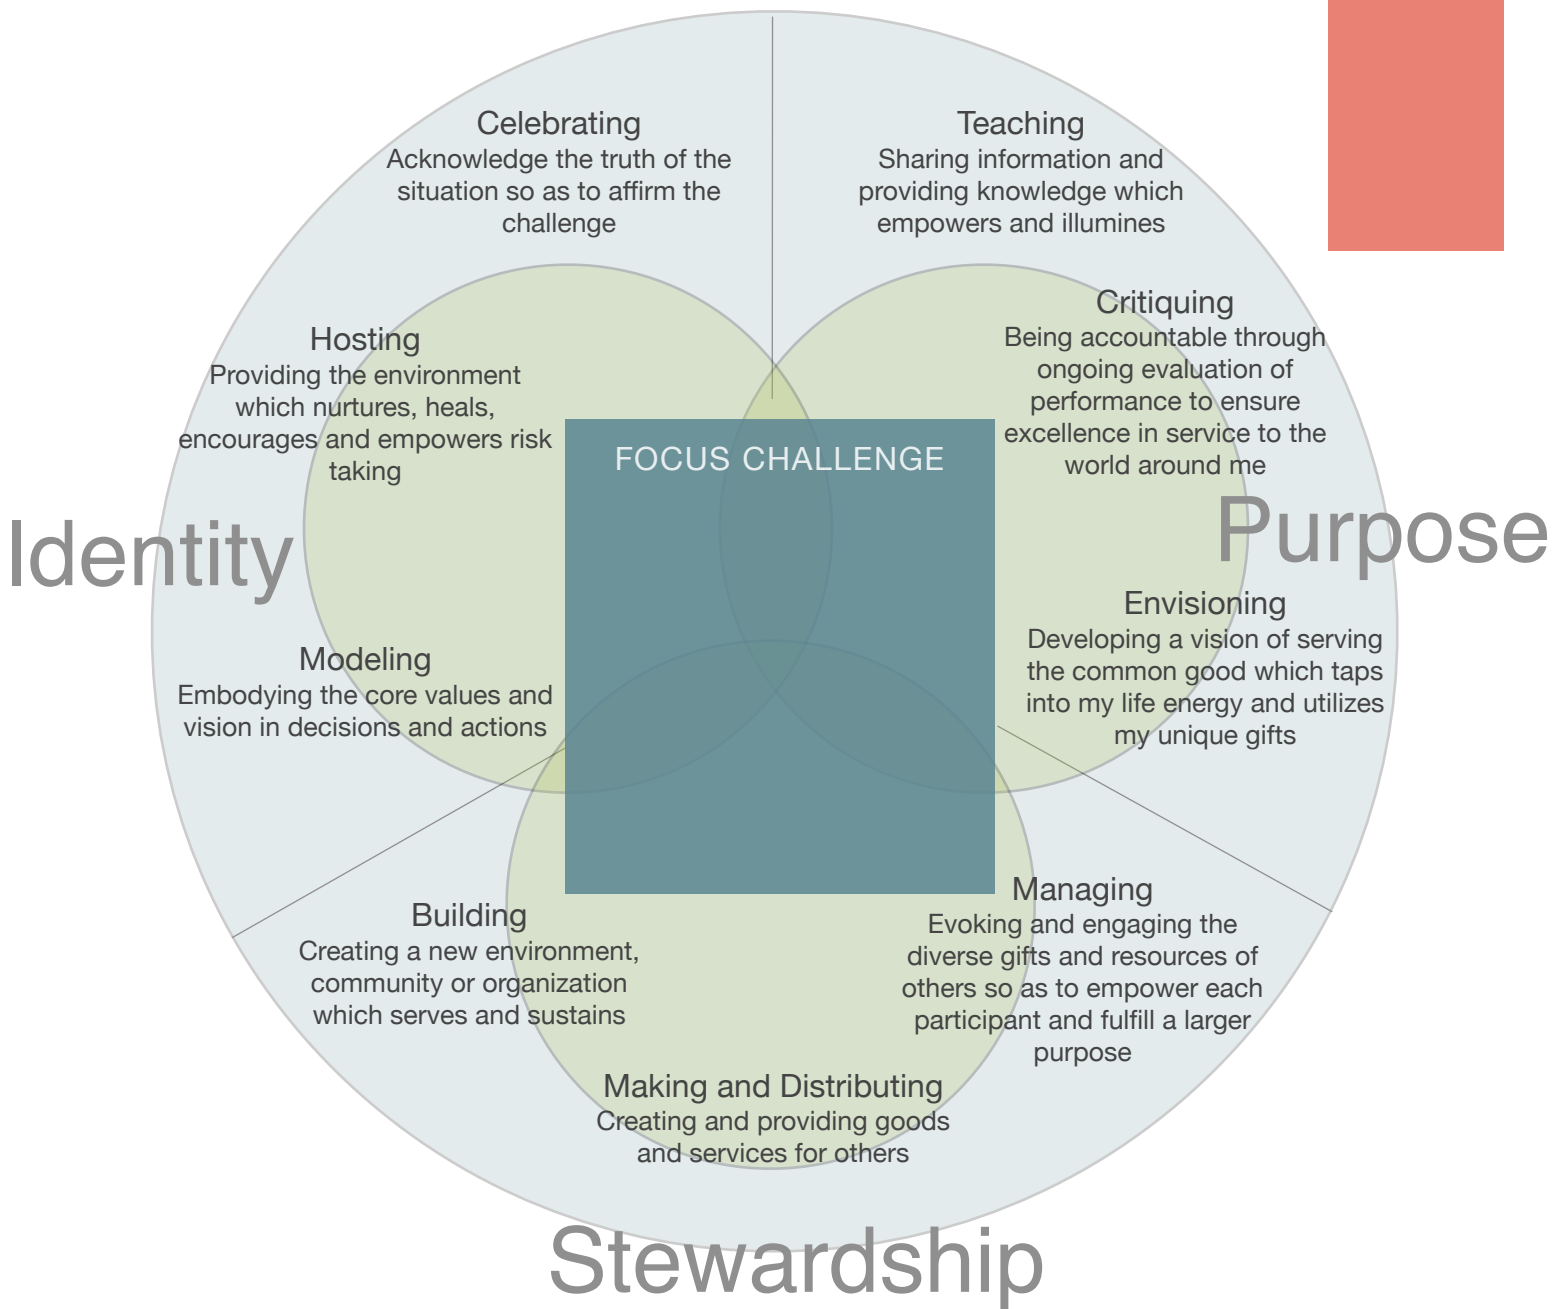 Celebrating
Acknowledge the truth of the
situation so as to affirm the
challenge
Teaching
Sharing information and
providing knowledge which
empowers and illumines
Hosting
Providing the environment
which nurtures, heals,
encourages and empowers risk
taking
Critiquing
Being accountable through
ongoing evaluation of
performance to ensure
excellence in service to the
world around me
FOCUS CHALLENGE
Identity
Purpose
Modeling
Embodying the core values and
vision in decisions and actions
Envisioning
Developing a vision of serving
the common good which taps
into my life energy and utilizes
my unique gifts
Building
Creating a new environment,
community or organization
which serves and sustains
Managing
Evoking and engaging the
diverse gifts and resources of
others so as to empower each
participant and fulfill a larger
purpose
Making and Distributing
Creating and providing goods
and services for others
Stewardship